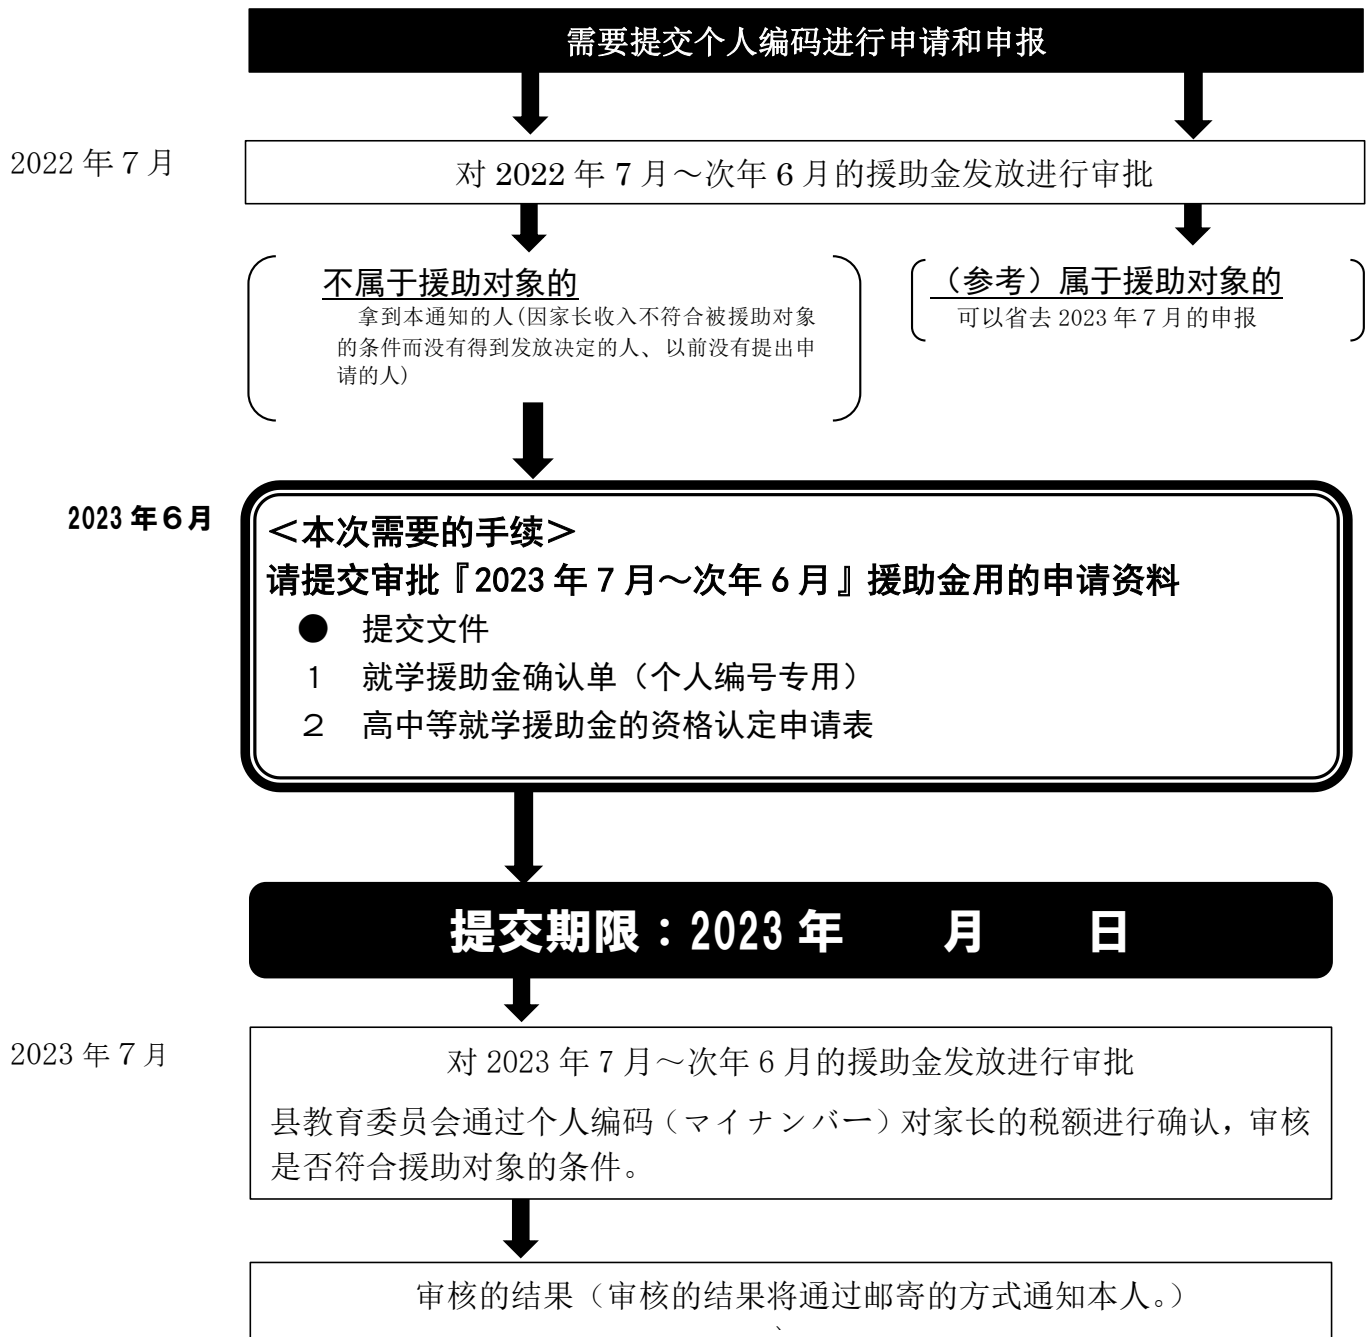 需要提交个人编码进行申请和申报
2022 年 7 月
对 2022 年 7 月～次年 6 月的援助金发放进行审批
不属于援助对象的
拿到本通知的人(因家长收入不符合被援助对象
的条件而没有得到发放决定的人、以前没有提出申
请的人)
（参考）属于援助对象的
可以省去 2023 年 7 月的申报
2023 年６月
＜本次需要的手续＞
请提交审批『2023 年 7 月～次年 6 月』援助金用的申请资料
● 提交文件
１ 就学援助金确认单（个人编号专用）
２ 高中等就学援助金的资格认定申请表
提交期限：2023 年 月 日
2023 年 7 月
对 2023 年 7 月～次年 6 月的援助金发放进行审批
县教育委员会通过个人编码（マイナンバー）对家长的税额进行确认，审核
是否符合援助对象的条件。
审核的结果（审核的结果将通过邮寄的方式通知本人。）